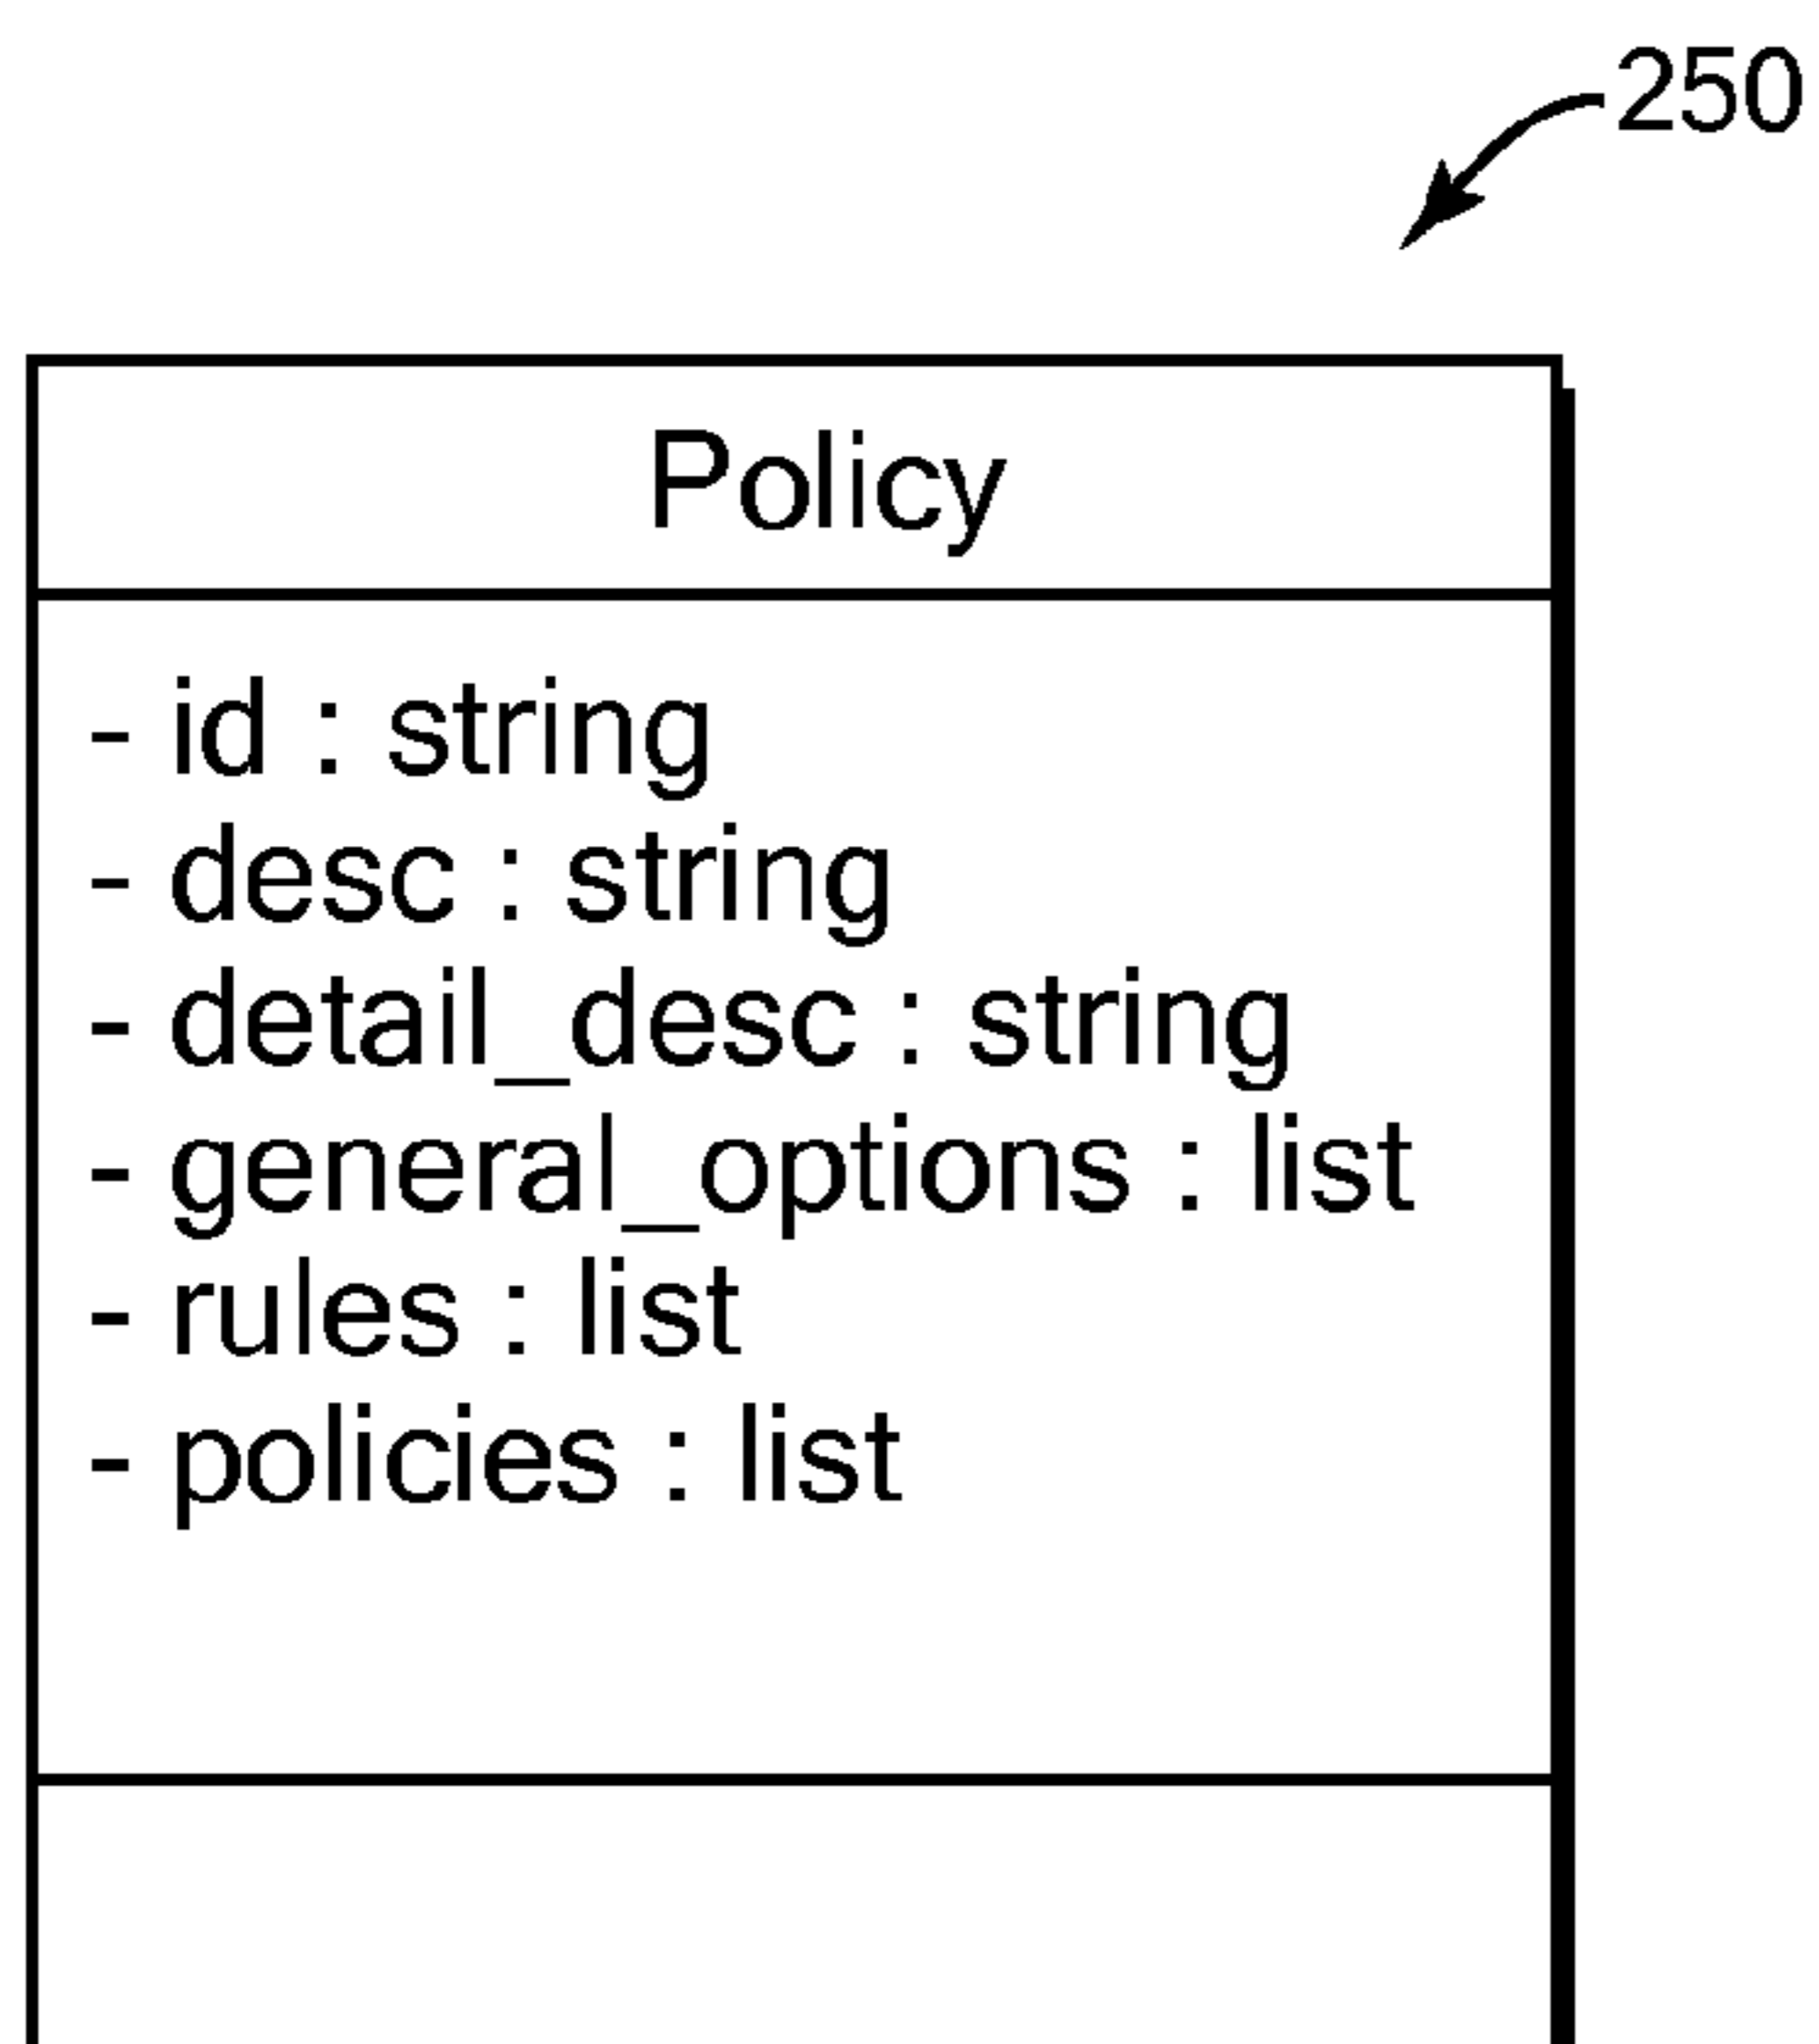 250
Policy
- id : string
- desc : string
- detail_desc : string
- general_options : list
- rules : list
- policies : list